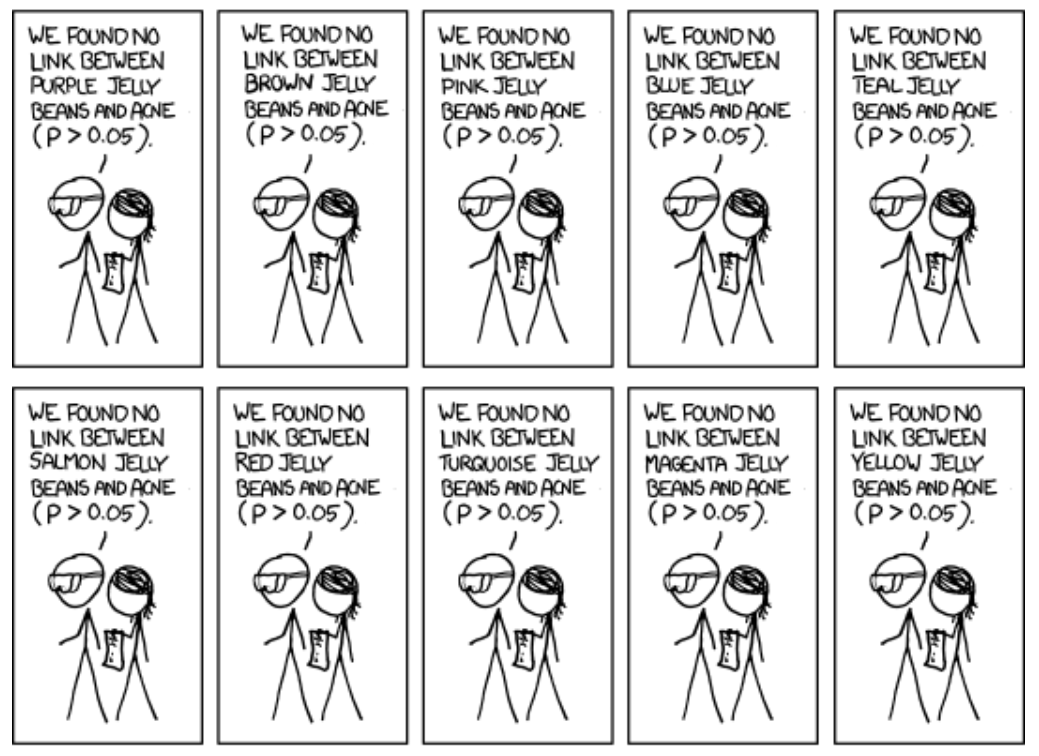 WE FOUND NO
LINK BETWEEN
PURPLE JELLY
BEANS AND ACNE
(P > 0.05).
WE FOUND NO
LINK BETWEEN
BROWN JELLY
BEANS AND ACNE
(P > 0.05).
WE FOUND NO
LINK BETWEEN
PINK JELLY
BEANS AND ACNE
(P > 0.05).
WE FOUND NO
LINK BETWEEN
BLUE JELLY
BEANS AND ACNE
(P > 0.05).
WE FOUND NO
LINK BETWEEN
TEAL JELLY
BEANS AND ACNE
(P > 0.05).
WE FOUND NO
LINK BETWEEN
SALMON JELLY
BEANS AND ACNE
(P > 0.05).
WE FOUND NO
LINK BETWEEN
RED JELLY
BEANS AND ACNE
(P > 0.05).
WE FOUND NO
LINK BETWEEN
TURQUOISE JELLY
BEANS AND ACNE
(P > 0.05).
WE FOUND NO
LINK BETWEEN
MAGENTA JELLY
BEANS AND ACNE
(P > 0.05).
WE FOUND NO
LINK BETWEEN
YELLOW JELLY
BEANS AND ACNE
(P > 0.05).